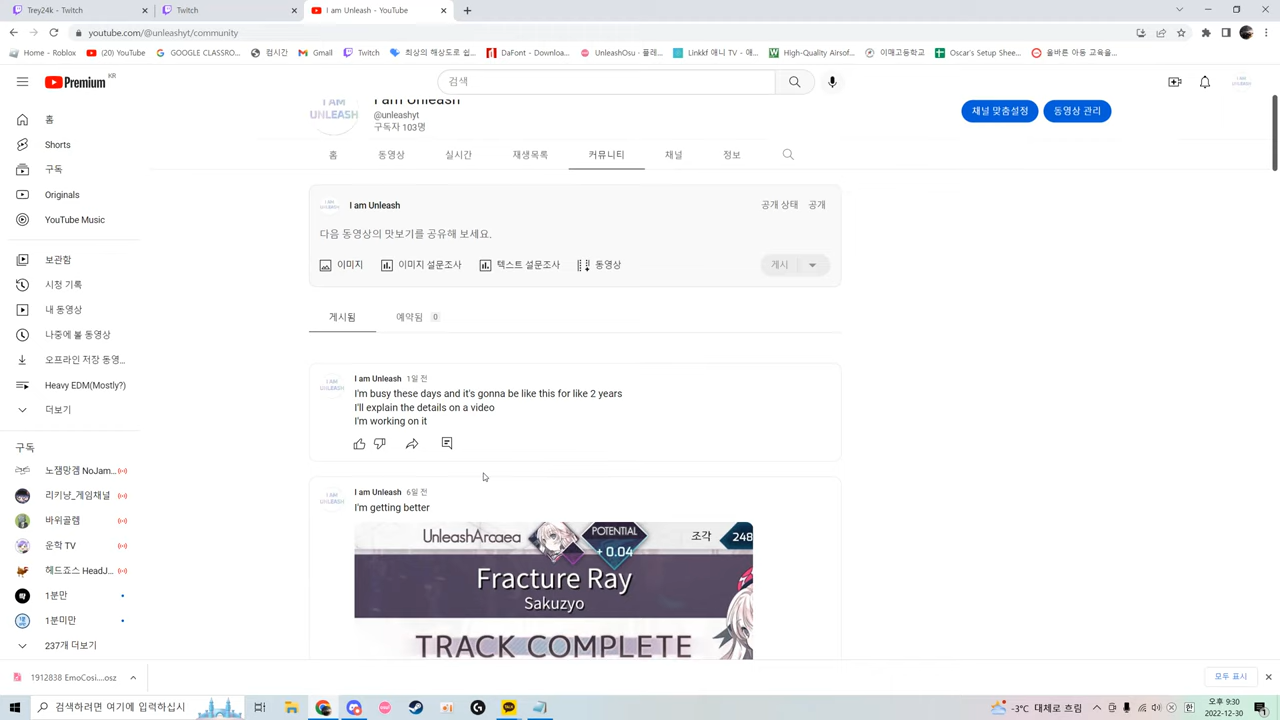 Trey24k - Twitch
Twitch
I am Unleash - YouTube
youtube.com/@unleashyt/community
Home - Roblox
(20) YouTube
GOOGLE CLASSRO...
컴시간
Gmail
Twitch
최상의 해상도로 업...
DaFont - Downloa...
UnleashOsu · 플레...
Linkkf 애니 TV - 애...
High-Quality Airsof...
이매고등학교
Oscar's Setup Shee...
올바른 아동 교육을...
Premium KR
검색
I AM UNLEASH
I am Unleash
@unleashyt
구독자 103명
채널 맞춤설정
동영상 관리
홈
동영상
실시간
재생목록
커뮤니티
채널
정보
홈
Shorts
구독
Originals
YouTube Music
보관함
시청 기록
내 동영상
나중에 볼 동영상
오프라인 저장 동영...
Heavy EDM(Mostly?)
더보기
구독
노잼망겜 NoJam...
리키냥_게임채널
바위골렘
운학 TV
헤드죠스 HeadJ...
1분만
1분미만
237개 더보기
I am Unleash
공개 상태
공개
다음 동영상의 맛보기를 공유해 보세요.
이미지
이미지 설문조사
텍스트 설문조사
동영상
게시
게시됨
예약됨 0
I am Unleash 1일 전
I'm busy these days and it's gonna be like this for like 2 years
I'll explain the details on a video
I'm working on it
I am Unleash 6일 전
I'm getting better
UnleashArcaea
POTENTIAL
+ 0.04
조각
248
Fracture Ray
Sakuzyo
TRACK COMPLETE
1912838 EmoCosi....osz
모두 표시
검색하려면 여기에 입력하십시
-3°C 대체로 흐림
한
오후 9:30
2022-12-30